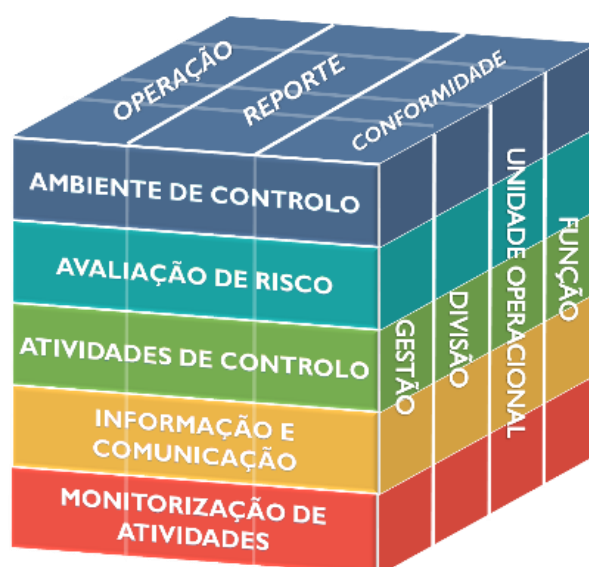 OPERAÇÃO
REPORTE
CONFORMIDADE
AMBIENTE DE CONTROLO
AVALIAÇÃO DE RISCO
ATIVIDADES DE CONTROLO
INFORMAÇÃO E
COMUNICAÇÃO
MONITORIZAÇÃO DE
ATIVIDADES
GESTÃO
DIVISÃO
UNIDADE OPERACIONAL
FUNÇÃO